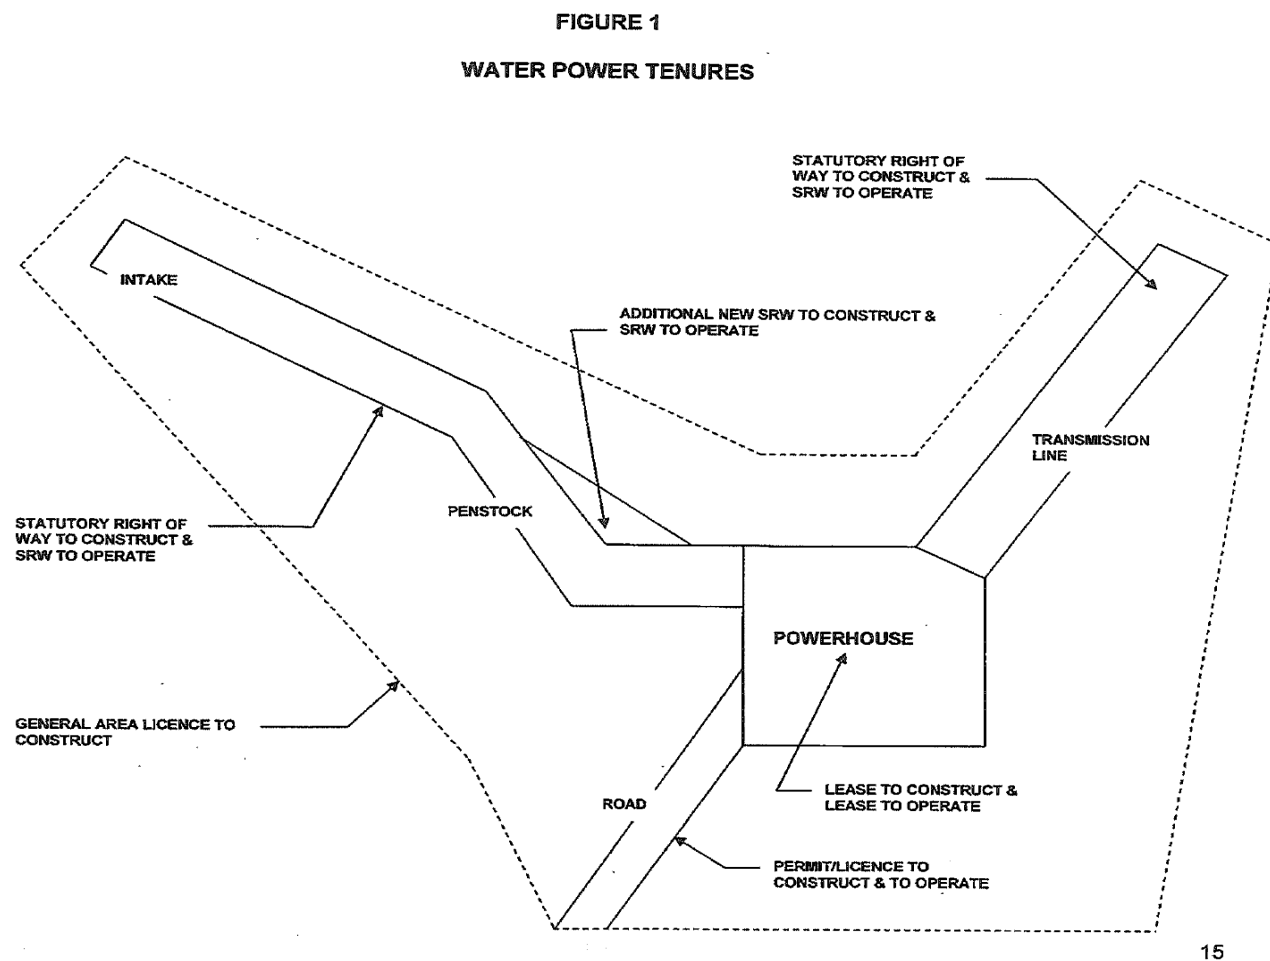 FIGURE 1
WATER POWER TENURES
STATUTORY RIGHT OF
WAY TO CONSTRUCT &
SRW TO OPERATE
INTAKE
ADDITIONAL NEW SRW TO CONSTRUCT &
SRW TO OPERATE
TRANSMISSION
LINE
PENSTOCK
STATUTORY RIGHT OF
WAY TO CONSTRUCT &
SRW TO OPERATE
POWERHOUSE
GENERAL AREA LICENCE TO
CONSTRUCT
ROAD
LEASE TO CONSTRUCT &
LEASE TO OPERATE
PERMIT/LICENCE TO
CONSTRUCT & TO OPERATE
15